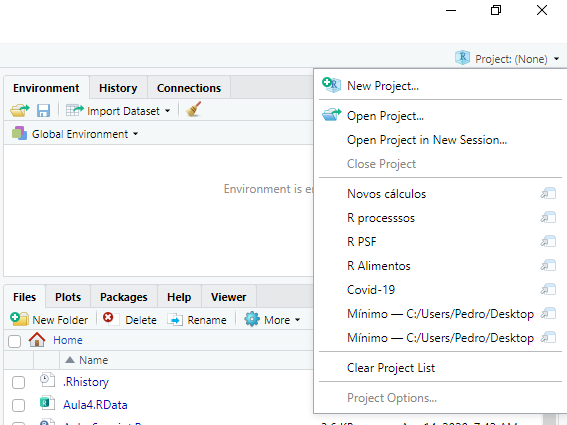 Project: (None)
Environment History Connections
Import Dataset
Global Environment
Environment is e
New Project...
Open Project...
Open Project in New Session...
Close Project
Novos cálculos
R processsos
R PSF
R Alimentos
Covid-19
Mínimo — C:/Users/Pedro/Desktop
Mínimo — C:/Users/Pedro/Desktop
Clear Project List
Project Options...
Files Plots Packages Help Viewer
New Folder Delete Rename More
Home
Name
.Rhistory
Aula4.RData